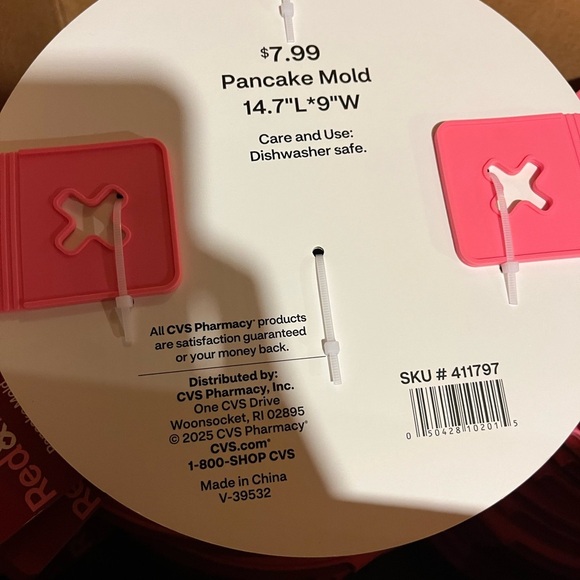 $7.99
Pancake Mold
14.7"L*9"W
Care and Use:
Dishwasher safe.
All CVS Pharmacy® products
are satisfaction guaranteed
or your money back.
Distributed by:
CVS Pharmacy, Inc.
One CVS Drive
Woonsocket, RI 02895
© 2025 CVS Pharmacy®
CVS.com®
1-800-SHOP CVS
Made in China
V-39532
SKU # 411797
0 50428 10201 5
Red&